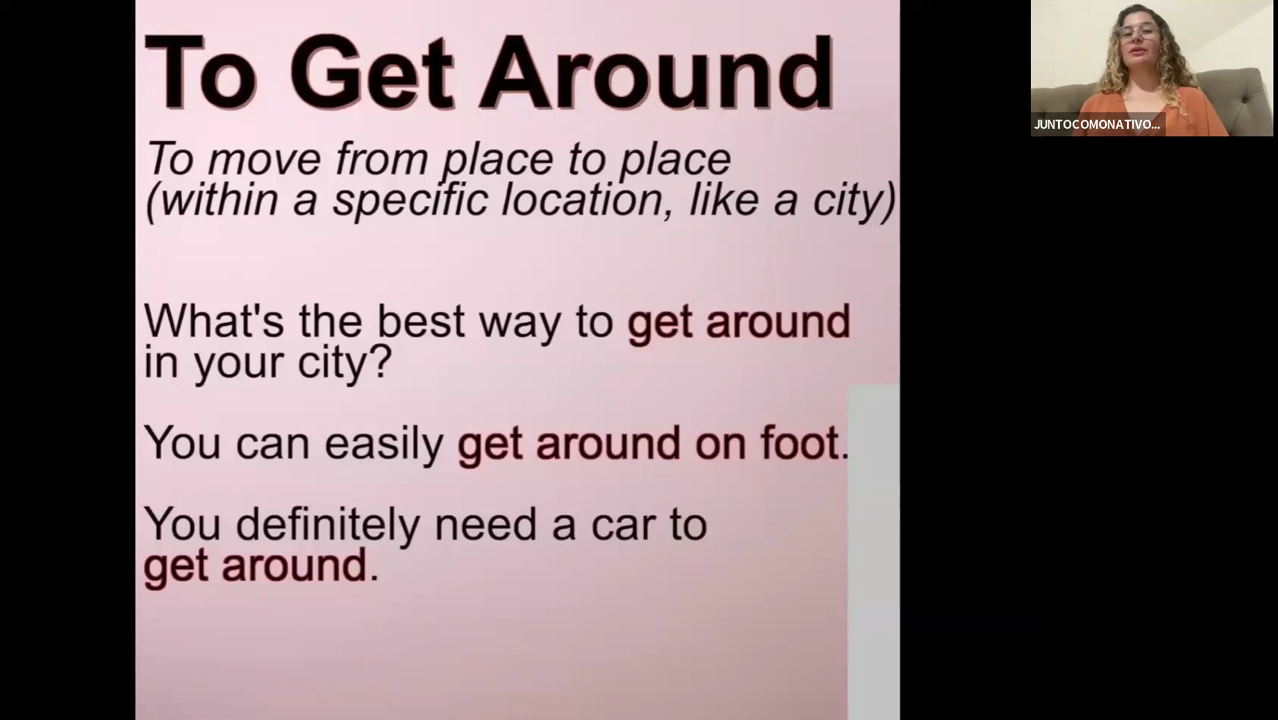 To Get Around
To move from place to place
(within a specific location, like a city)
What's the best way to get around
in your city?
You can easily get around on foot.
You definitely need a car to
get around.
JUNTOCOMONATIVO...